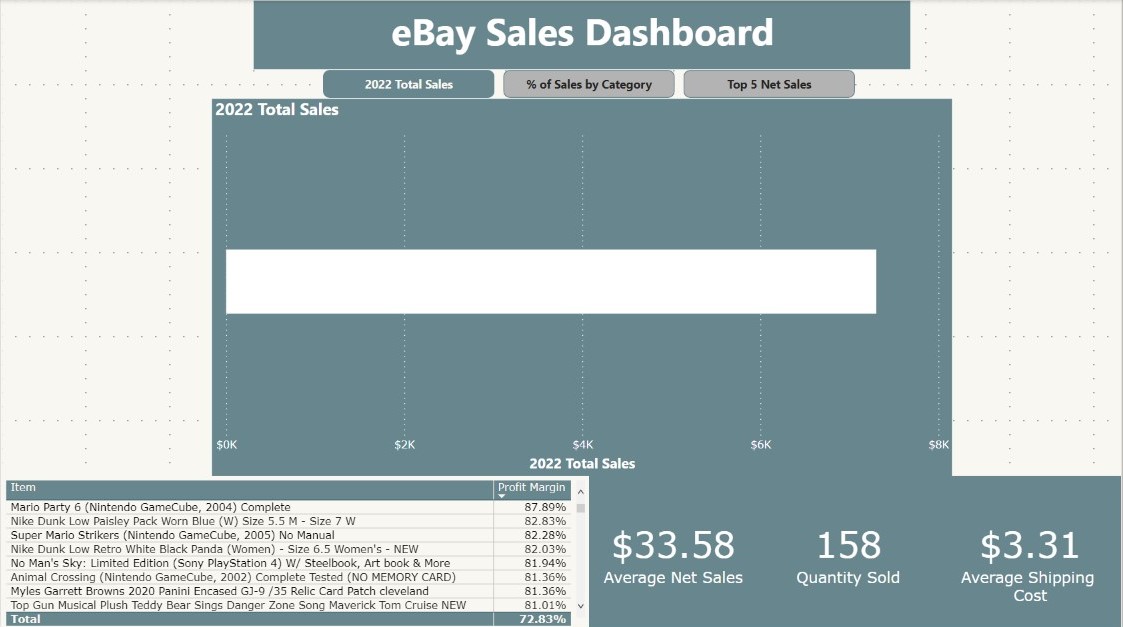 eBay Sales Dashboard
2022 Total Sales
% of Sales by Category
Top 5 Net Sales
2022 Total Sales
$0K
$2K
$4K
$6K
$8K
2022 Total Sales
Item Profit Margin
Mario Party 6 (Nintendo GameCube, 2004) Complete 87.89%
Nike Dunk Low Paisley Pack Worn Blue (W) Size 5.5 M - Size 7 W 82.83%
Super Mario Strikers (Nintendo GameCube, 2005) No Manual 82.28%
Nike Dunk Low Retro White Black Panda (Women) - Size 6.5 Women's - NEW 82.03%
No Man's Sky: Limited Edition (Sony PlayStation 4) W/ Steelbook, Art book & More 81.94%
Animal Crossing (Nintendo GameCube, 2002) Complete Tested (NO MEMORY CARD) 81.36%
Myles Garrett Browns 2020 Panini Encased GJ-9 /35 Relic Card Patch cleveland 81.36%
Top Gun Musical Plush Teddy Bear Sings Danger Zone Song Maverick Tom Cruise NEW 81.01%
Total 72.83%
$33.58
Average Net Sales
158
Quantity Sold
$3.31
Average Shipping
Cost